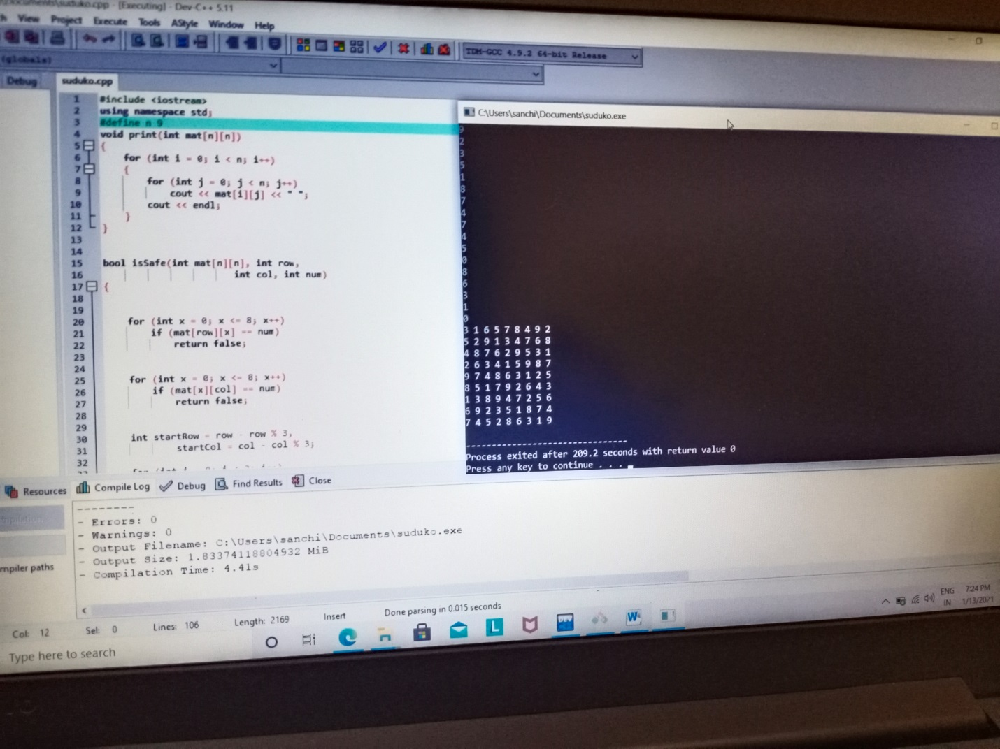 suduko.cpp - [Executing] - Dev-C++ 5.11
View Project Execute Tools AStyle Window Help
TDM-GCC 4.9.2 64-bit Release
(globals)
Debug
suduko.cpp
1 #include <iostream>
2 using namespace std;
3 #define n 9
4 void print(int mat[n][n])
5 {
6 for (int i = 0; i < n; i++)
7 {
8 for (int j = 0; j < n; j++)
9 cout << mat[i][j] << " ";
10 cout << endl;
11 }
12 }
13
14
15 bool isSafe(int mat[n][n], int row,
16 int col, int num)
17 {
18
19
20 for (int x = 0; x <= 8; x++)
21 if (mat[row][x] == num)
22 return false;
23
24
25 for (int x = 0; x <= 8; x++)
26 if (mat[x][col] == num)
27 return false;
28
29
30 int startRow = row - row % 3,
31 startCol = col - col % 3;
32
C:\Users\sanchi\Documents\suduko.exe
9
2
3
5
1
8
7
4
7
4
5
0
8
6
3
1
0
3 1 6 5 7 8 4 9 2
5 2 9 1 3 4 7 6 8
4 8 7 6 2 9 5 3 1
2 6 3 4 1 5 9 8 7
9 7 4 8 6 3 1 2 5
8 5 1 7 9 2 6 4 3
1 3 8 9 4 7 2 5 6
6 9 2 3 5 1 8 7 4
7 4 5 2 8 6 3 1 9
--------------------------------
Process exited after 209.2 seconds with return value 0
Press any key to continue . . .
Resources Compile Log Debug Find Results Close
--------
- Errors: 0
- Warnings: 0
- Output Filename: C:\Users\sanchi\Documents\suduko.exe
- Output Size: 1.83374118804932 MiB
- Compilation Time: 4.41s
mpiler paths
Col: 12 Sel: 0 Lines: 106 Length: 2169 Insert Done parsing in 0.015 seconds
Type here to search
L
DEV
W
ENG
IN
7:24 PM
1/13/2021